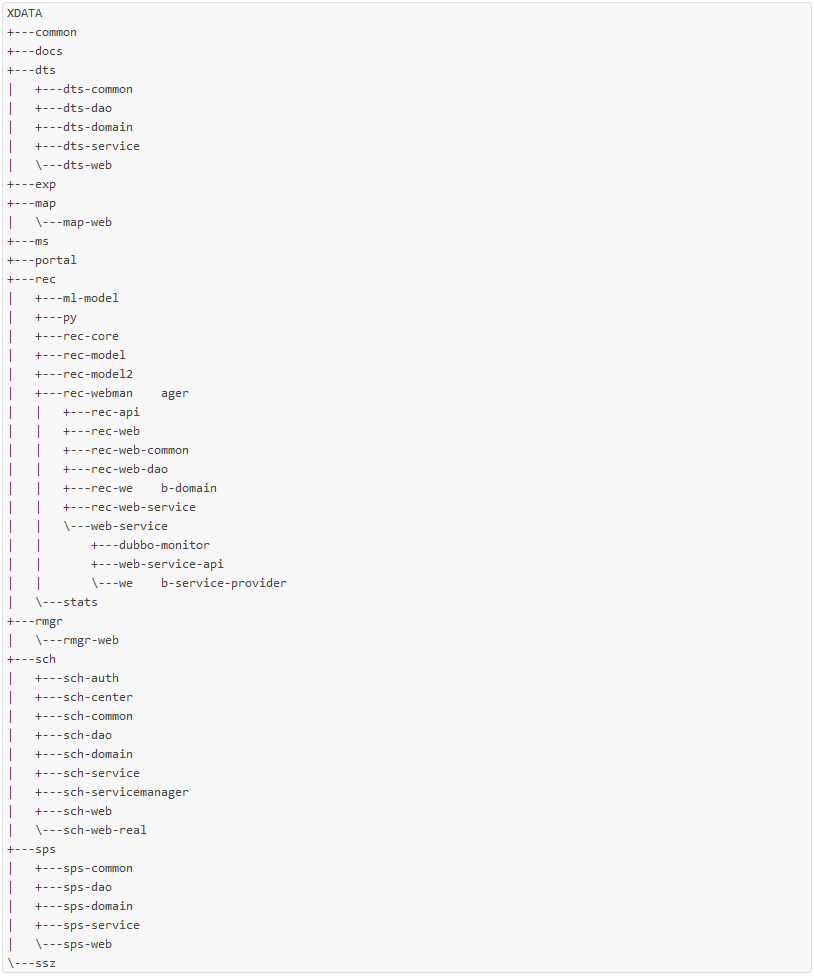 XDATA
+---common
+---docs
+---dts
|   +---dts-common
|   +---dts-dao
|   +---dts-domain
|   +---dts-service
|   \---dts-web
+---exp
+---map
|   \---map-web
+---ms
+---portal
+---rec
|   +---ml-model
|   +---py
|   +---rec-core
|   +---rec-model
|   +---rec-model2
|   +---rec-webman    ager
|   |   +---rec-api
|   |   +---rec-web
|   |   +---rec-web-common
|   |   +---rec-web-dao
|   |   +---rec-we    b-domain
|   |   +---rec-web-service
|   |   \---web-service
|   |       +---dubbo-monitor
|   |       +---web-service-api
|   |       \---we    b-service-provider
|   \---stats
+---rmgr
|   \---rmgr-web
+---sch
|   +---sch-auth
|   +---sch-center
|   +---sch-common
|   +---sch-dao
|   +---sch-domain
|   +---sch-service
|   +---sch-servicemanager
|   +---sch-web
|   \---sch-web-real
+---sps
|   +---sps-common
|   +---sps-dao
|   +---sps-domain
|   +---sps-service
|   \---sps-web
\---ssz